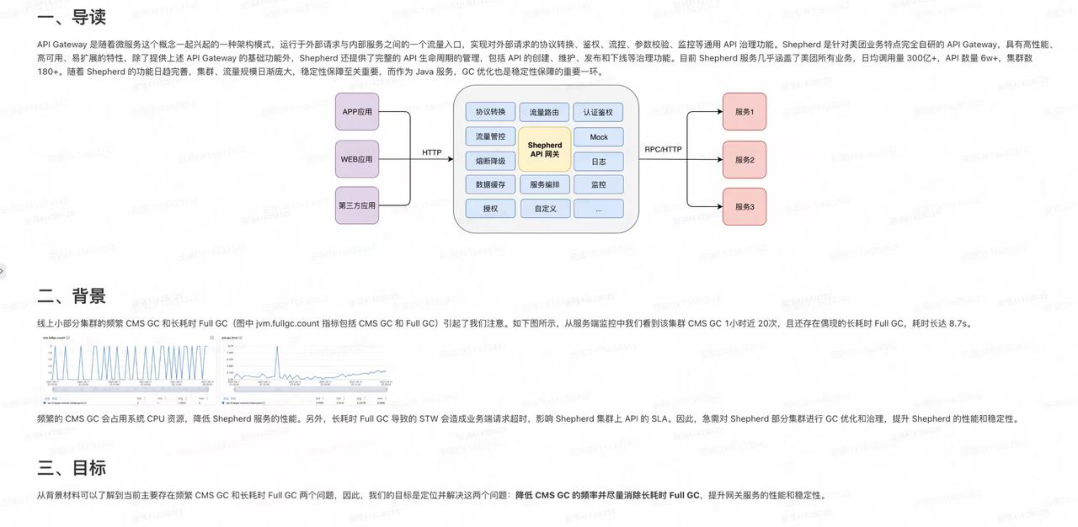 一、导读
API Gateway 是随着微服务这个概念一起兴起的一种架构模式，运行于外部请求与内部服务之间的一个流量入口，实现对外部请求的协议转换、鉴权、流控、参数校验、监控等通用 API 治理功能。Shepherd 是针对美团业务特点完全自研的 API Gateway，具有高性能、
高可用、易扩展的特性，除了提供上述 API Gateway 的基础功能外，Shepherd 还提供了完整的 API 生命周期的管理，包括 API 的创建、维护、发布和下线等治理功能。目前 Shepherd 服务几乎涵盖了美团所有业务，日均调用量 300亿+，API 数量 6w+，集群数
180+。随着 Shepherd 的功能日趋完善，集群、流量规模日渐庞大，稳定性保障至关重要，而作为 Java 服务，GC 优化也是稳定性保障的重要一环。
APP应用
WEB应用
第三方应用
HTTP
协议转换
流量路由
认证鉴权
流量管控
Shepherd
API 网关
Mock
熔断降级
日志
数据缓存
服务编排
监控
授权
自定义
...
RPC/HTTP
服务1
服务2
服务3
二、背景
线上小部分集群的频繁 CMS GC 和长耗时 Full GC（图中 jvm.fullgc.count 指标包括 CMS GC 和 Full GC）引起了我们注意。如下图所示，从服务端监控中我们看到该集群 CMS GC 1小时近 20次，且还存在偶现的长耗时 Full GC，耗时长达 8.7s。
频繁的 CMS GC 会占用系统 CPU 资源，降低 Shepherd 服务的性能。另外，长耗时 Full GC 导致的 STW 会造成业务端请求超时，影响 Shepherd 集群上 API 的 SLA。因此，急需对 Shepherd 部分集群进行 GC 优化和治理，提升 Shepherd 的性能和稳定性。
三、目标
从背景材料可以了解到当前主要存在频繁 CMS GC 和长耗时 Full GC 两个问题，因此，我们的目标是定位并解决这两个问题：降低 CMS GC 的频率并尽量消除长耗时 Full GC，提升网关服务的性能和稳定性。